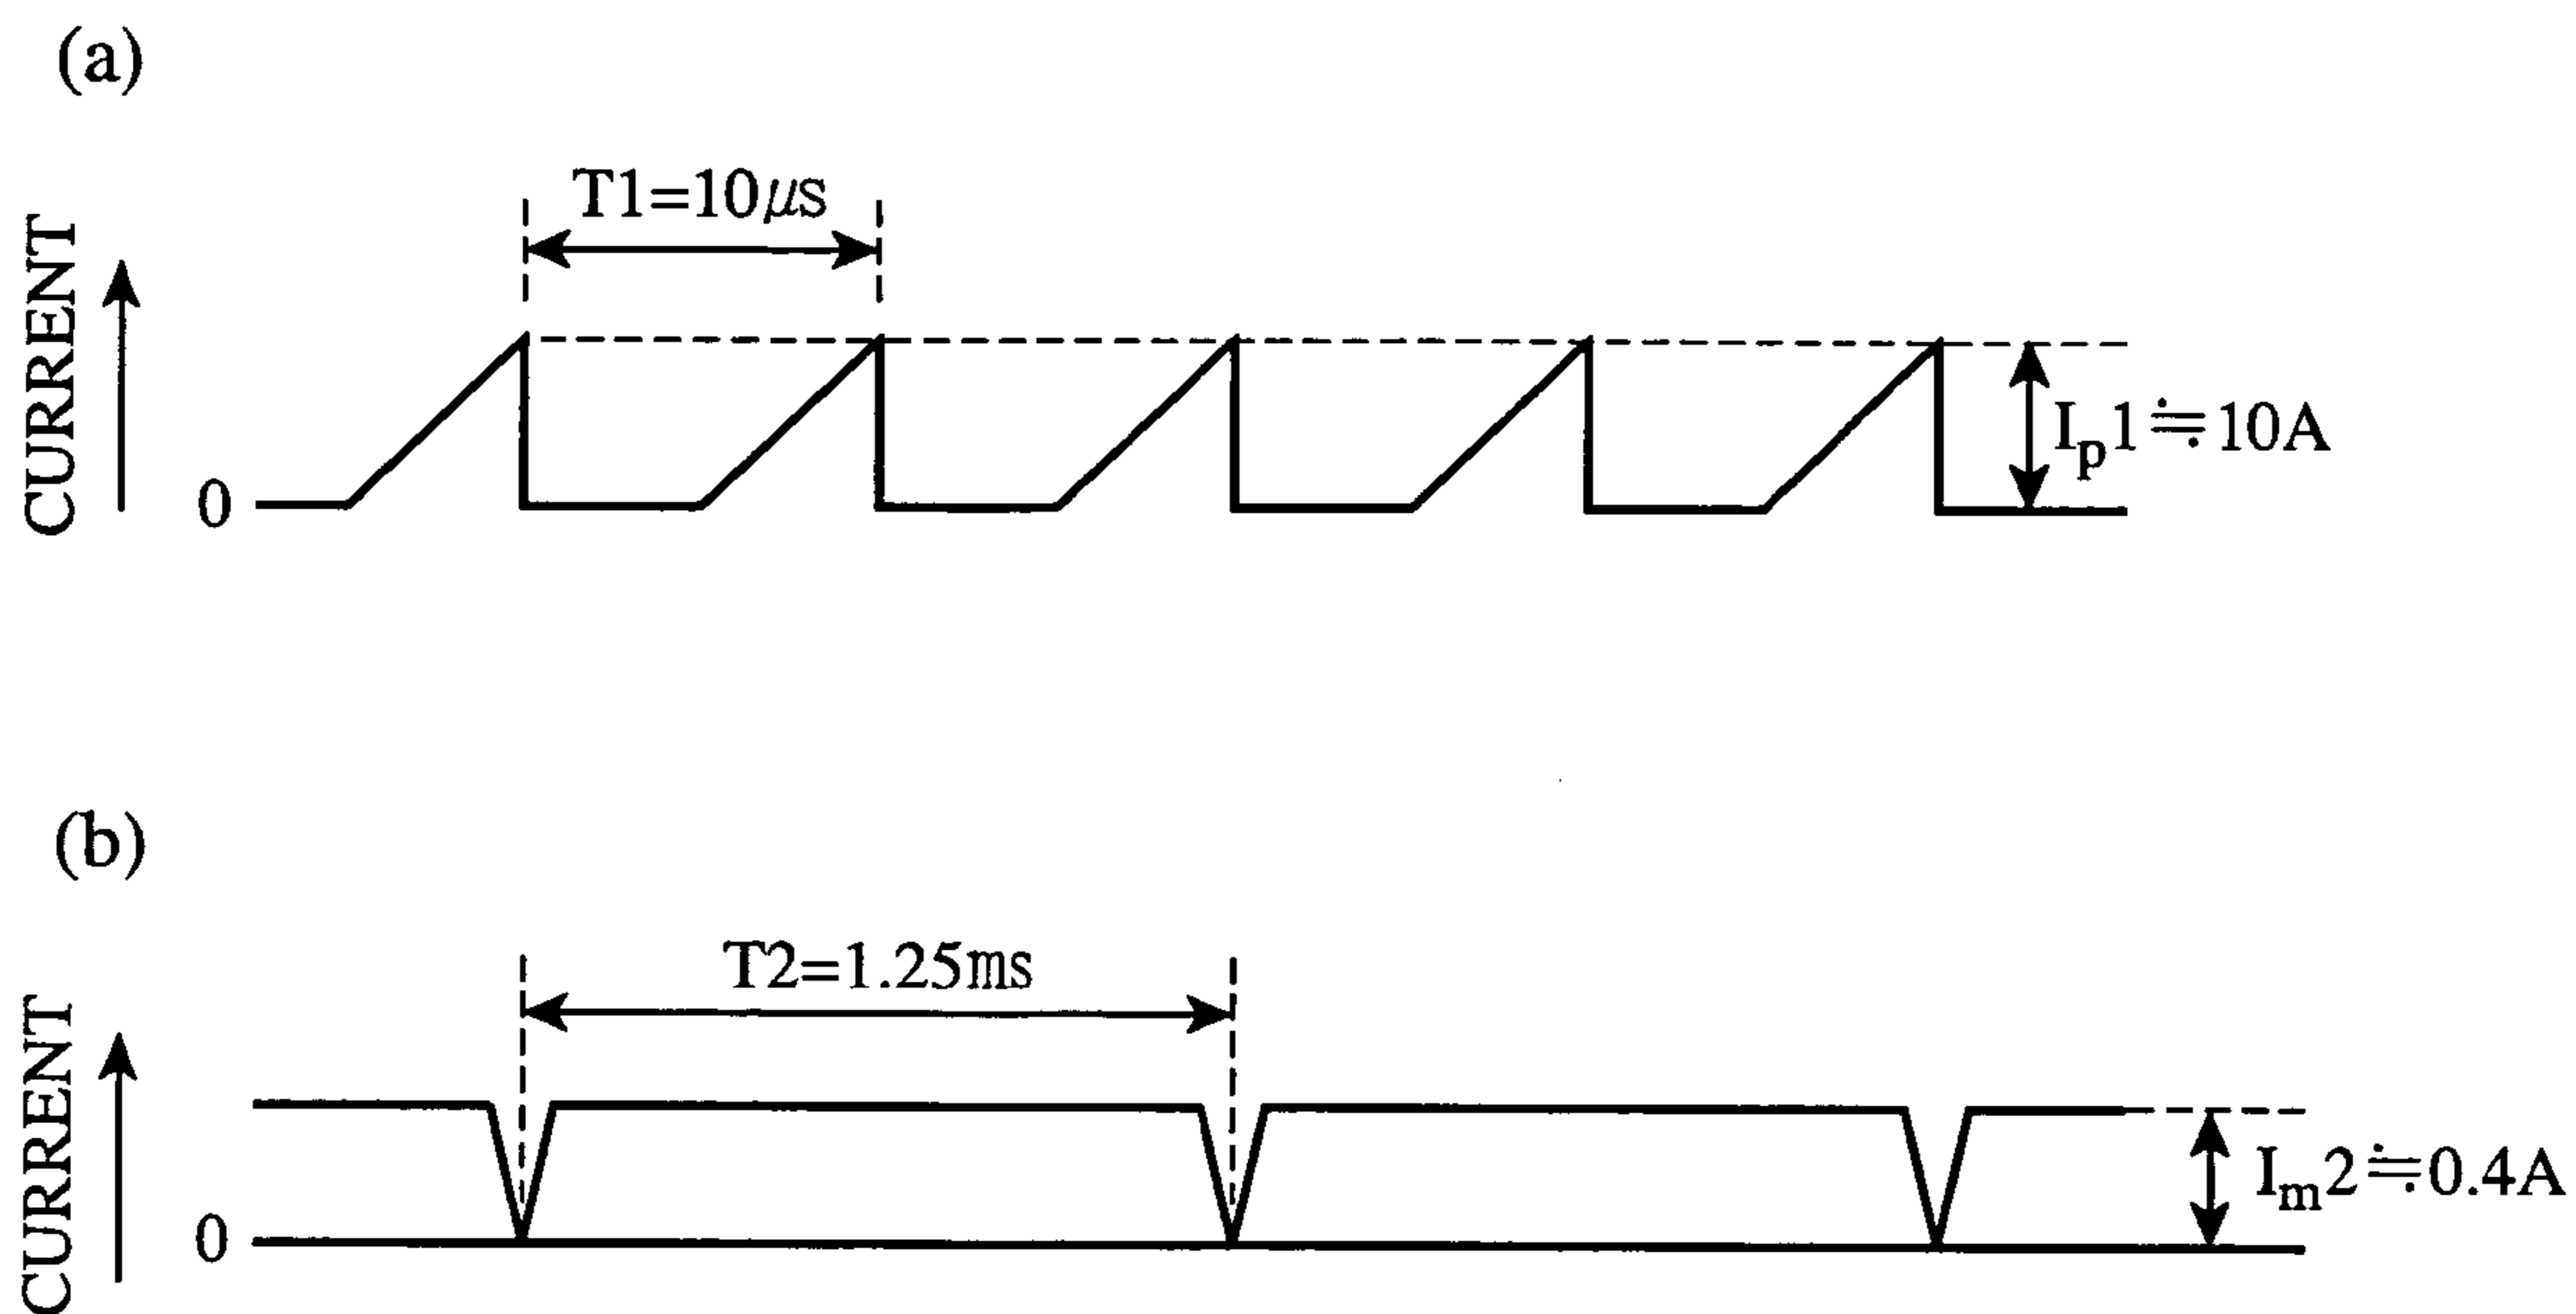 (a)
T1=10μs
CURRENT
0
Iₚ1≒10A
(b)
T2=1.25ms
CURRENT
0
Iₘ2≒0.4A